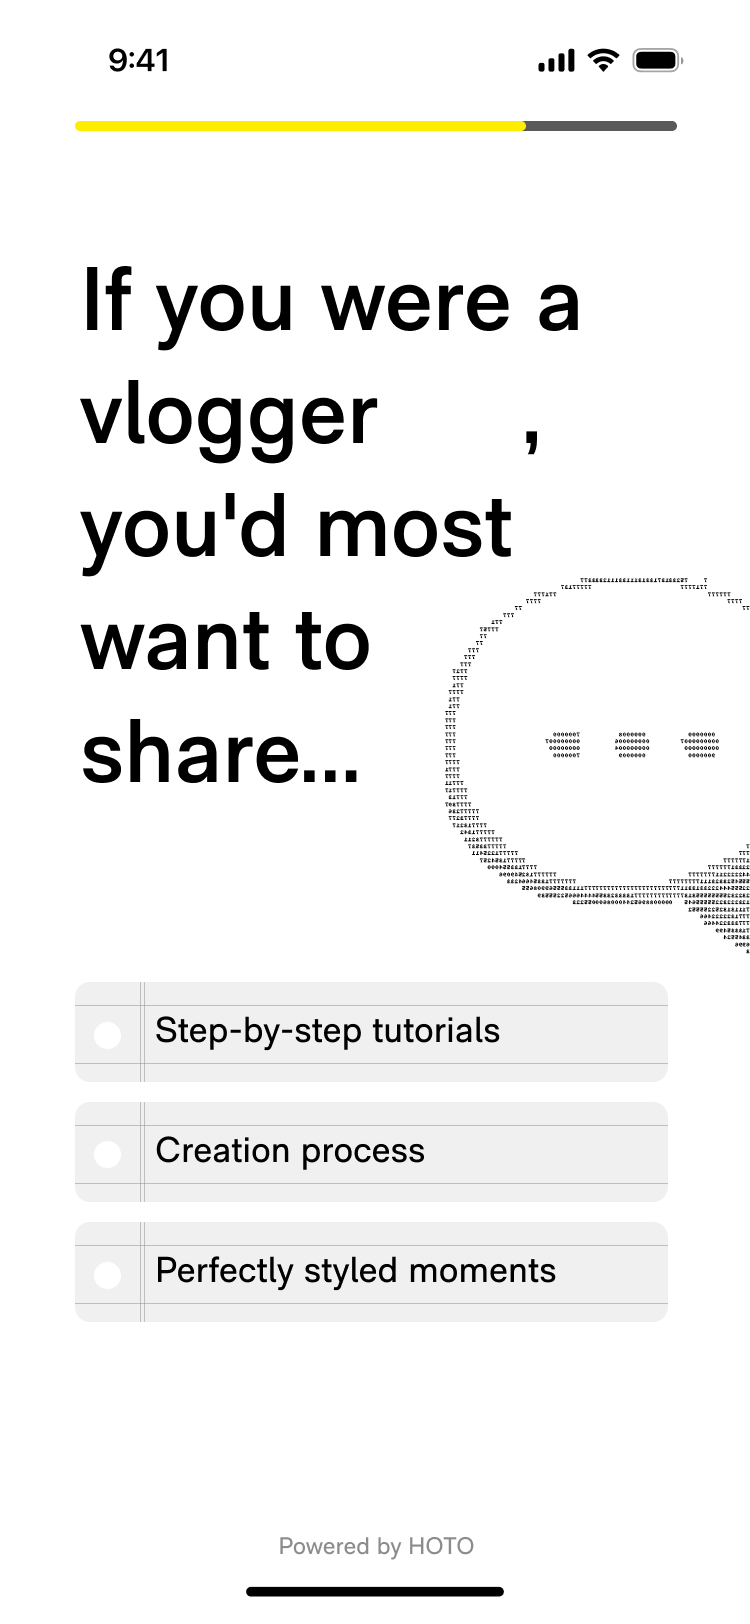 9:41
If you were a
vlogger ,
you'd most
want to
share...
Step-by-step tutorials
Creation process
Perfectly styled moments
Powered by HOTO